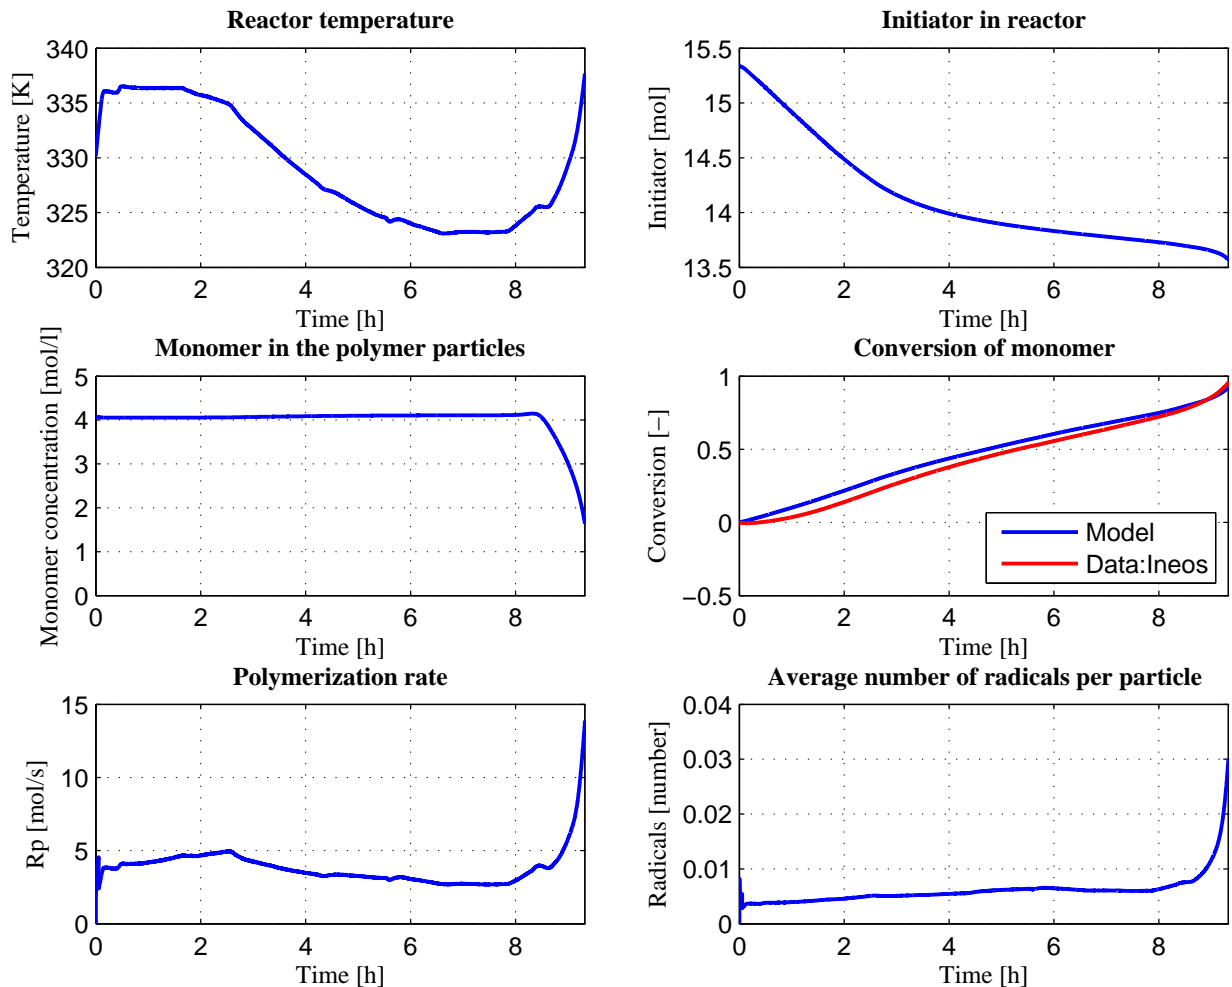 Reactor temperature
Temperature [K]
340
335
330
325
320
0 2 4 6 8
Time [h]
Initiator in reactor
Initiator [mol]
15.5
15
14.5
14
13.5
0 2 4 6 8
Time [h]
Monomer in the polymer particles
Monomer concentration [mol/l]
5
4
3
2
1
0
0 2 4 6 8
Time [h]
Conversion of monomer
Conversion [−]
1
0.5
0
−0.5
Model
Data:Ineos
0 2 4 6 8
Time [h]
Polymerization rate
Rp [mol/s]
15
10
5
0
0 2 4 6 8
Time [h]
Average number of radicals per particle
Radicals [number]
0.04
0.03
0.02
0.01
0
0 2 4 6 8
Time [h]